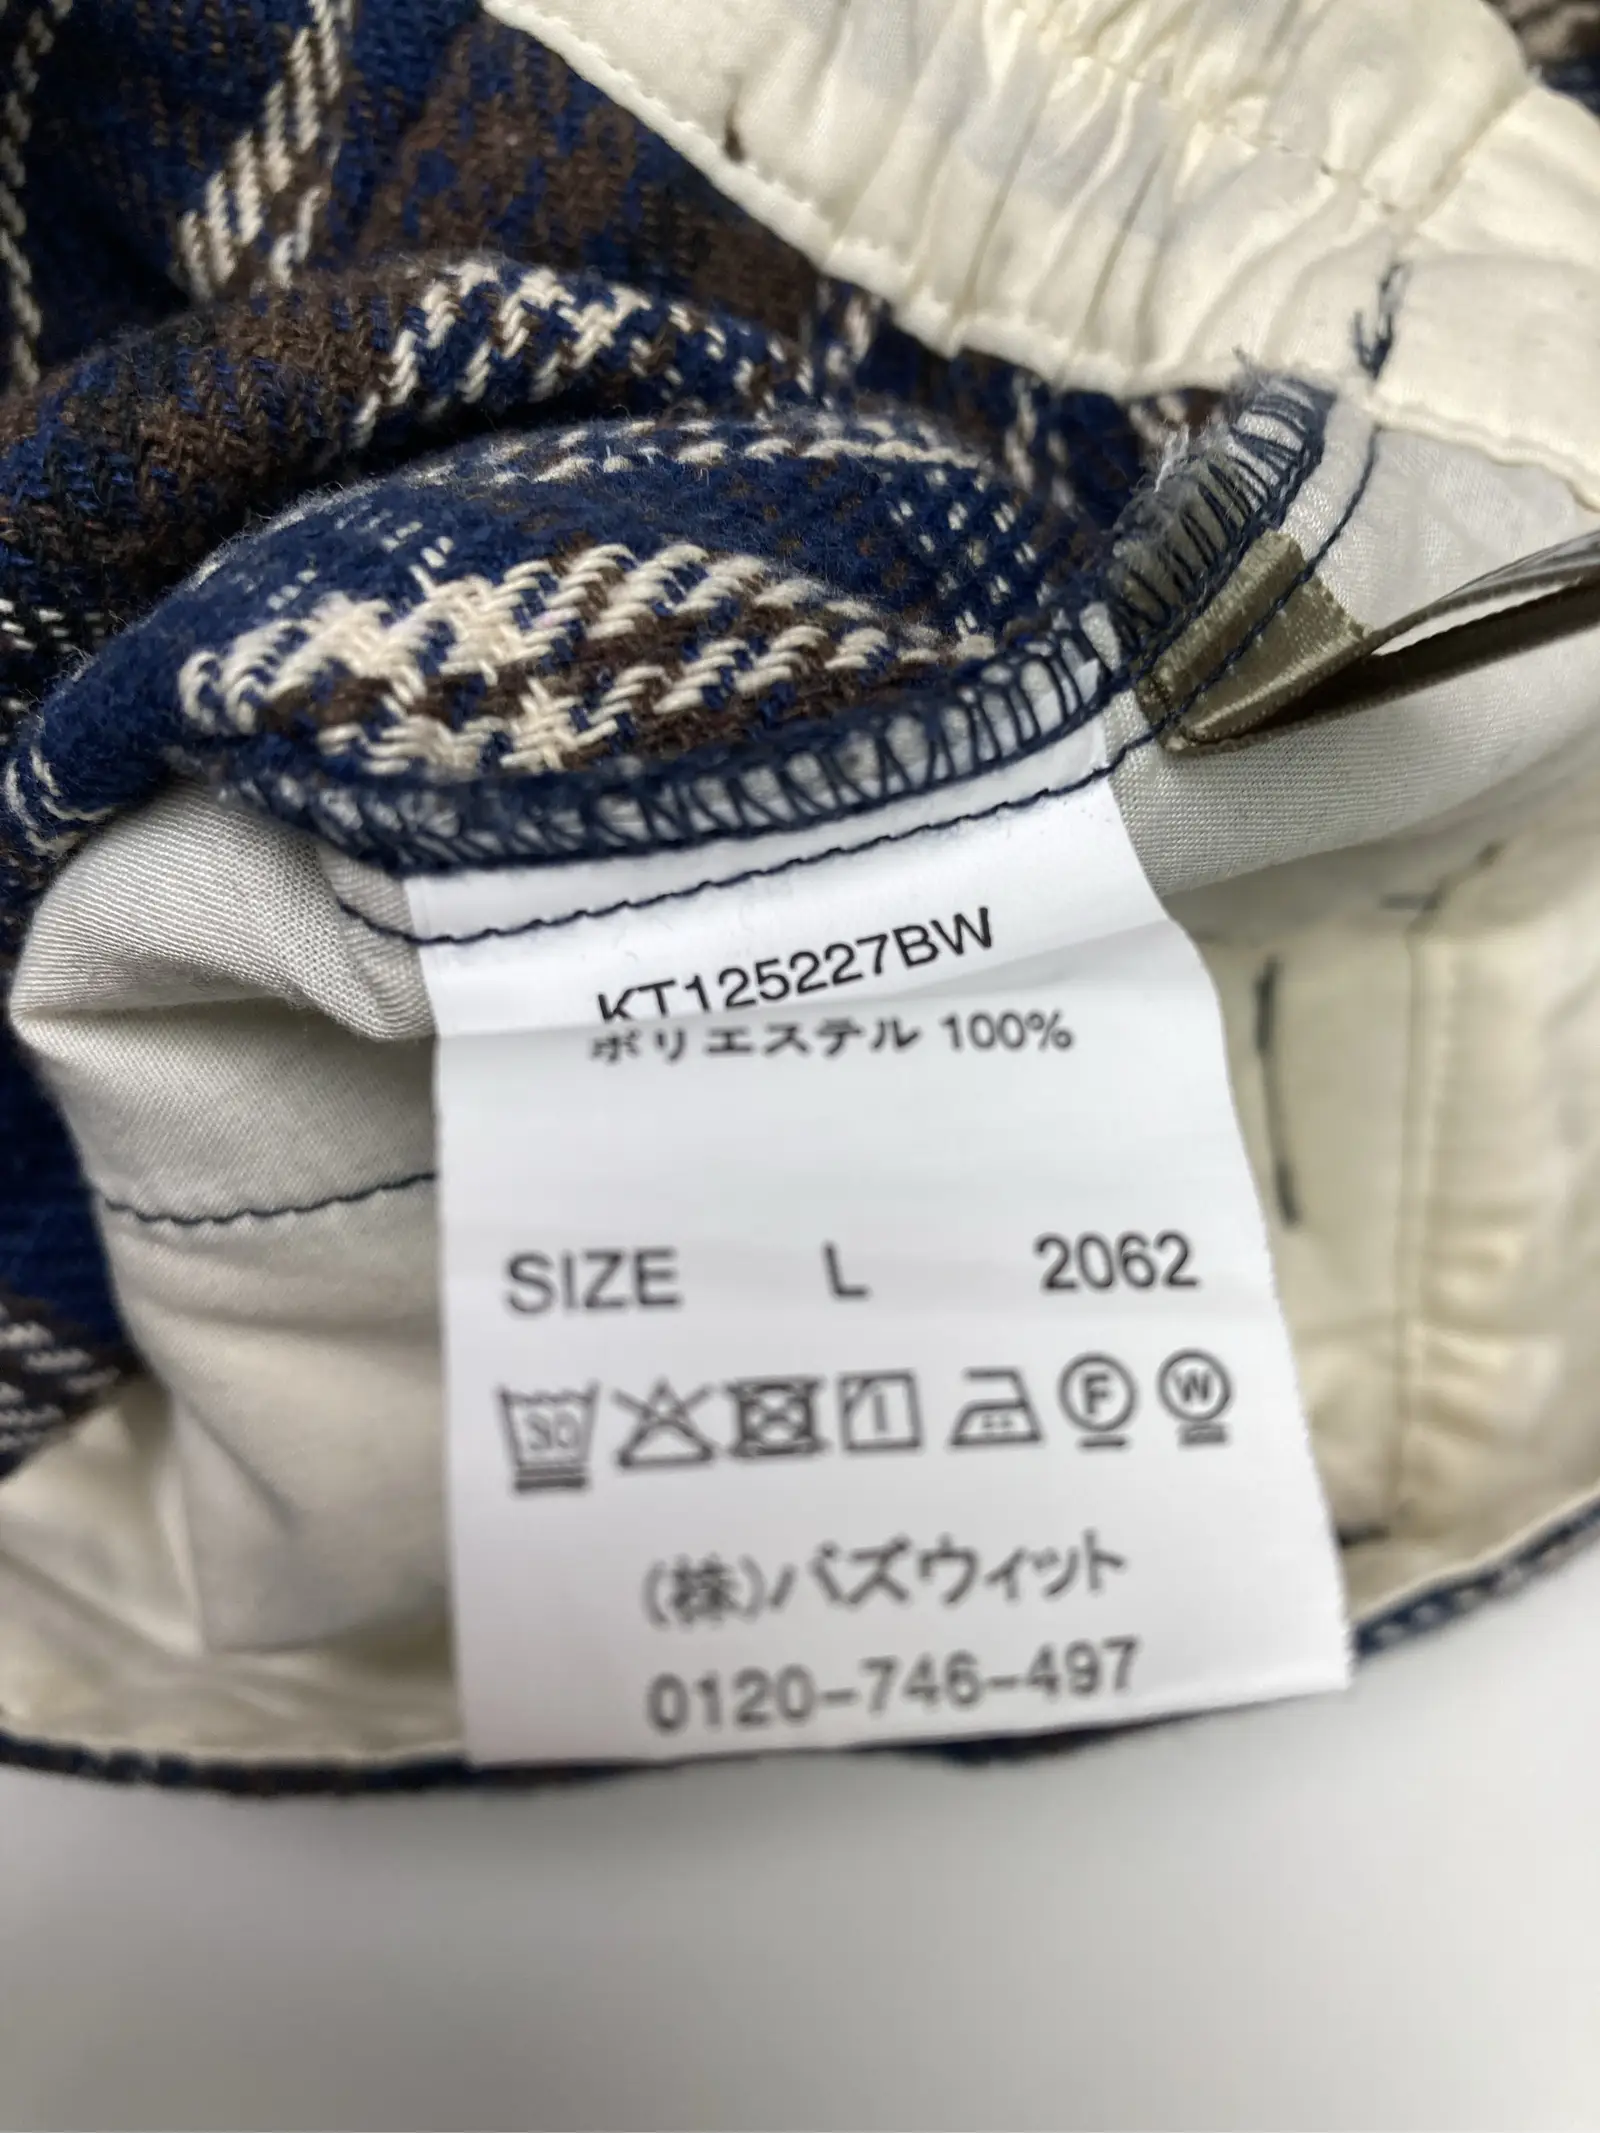 KT125227BW
ポリエステル 100%
SIZE L 2062
30 F W
(株)バズウィット
0120-746-497